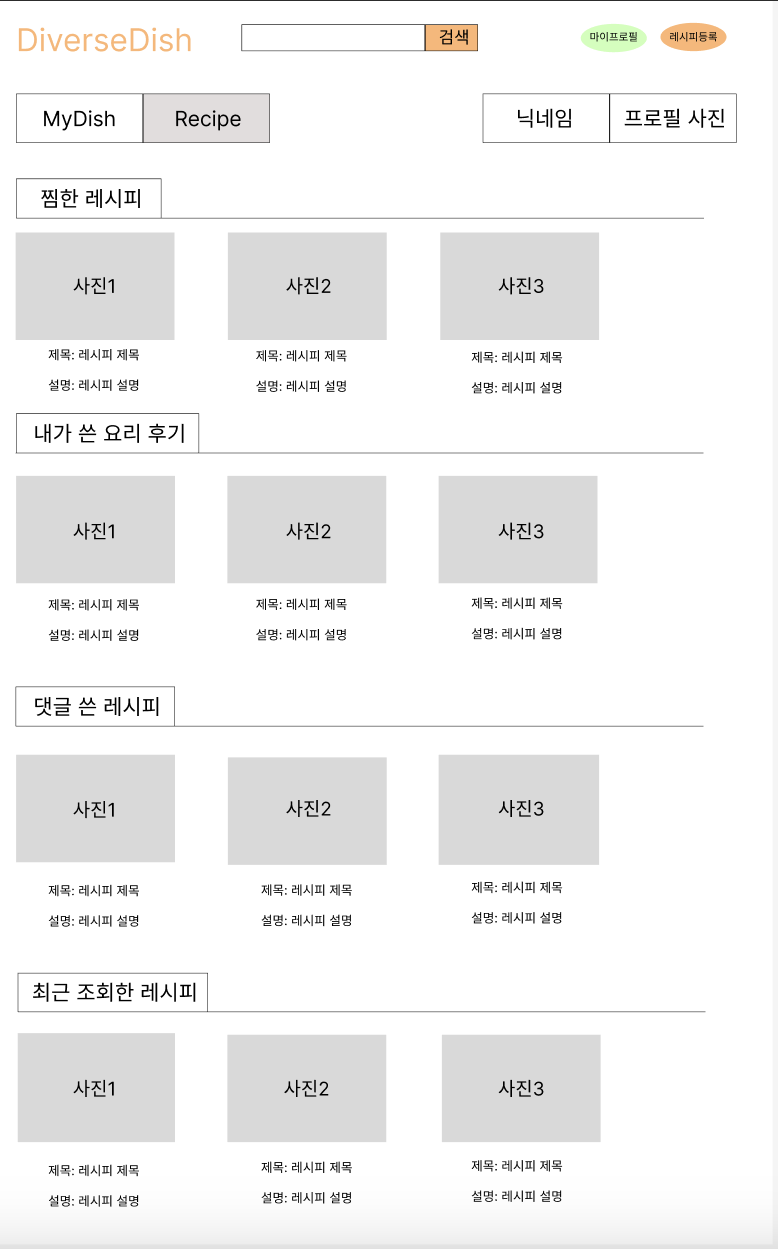 DiverseDish
검색
마이프로필
레시피등록
MyDish
Recipe
닉네임
프로필 사진
찜한 레시피
사진1
사진2
사진3
제목: 레시피 제목
제목: 레시피 제목
제목: 레시피 제목
설명: 레시피 설명
설명: 레시피 설명
설명: 레시피 설명
내가 쓴 요리 후기
사진1
사진2
사진3
제목: 레시피 제목
제목: 레시피 제목
제목: 레시피 제목
설명: 레시피 설명
설명: 레시피 설명
설명: 레시피 설명
댓글 쓴 레시피
사진1
사진2
사진3
제목: 레시피 제목
제목: 레시피 제목
제목: 레시피 제목
설명: 레시피 설명
설명: 레시피 설명
설명: 레시피 설명
최근 조회한 레시피
사진1
사진2
사진3
제목: 레시피 제목
제목: 레시피 제목
제목: 레시피 제목
설명: 레시피 설명
설명: 레시피 설명
설명: 레시피 설명